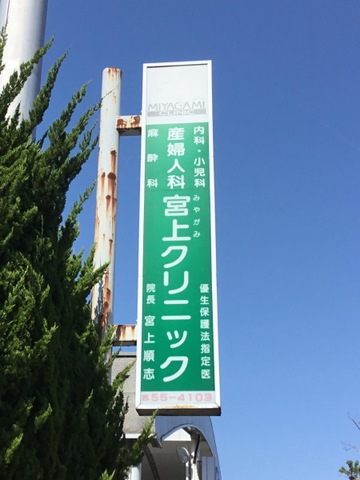 MIYAGAMI
CLINIC
内科・小児科
産婦人科
麻酔科
みやがみ
宮上クリニック
優生保護法指定医
院長 宮上順志
☎55-4103